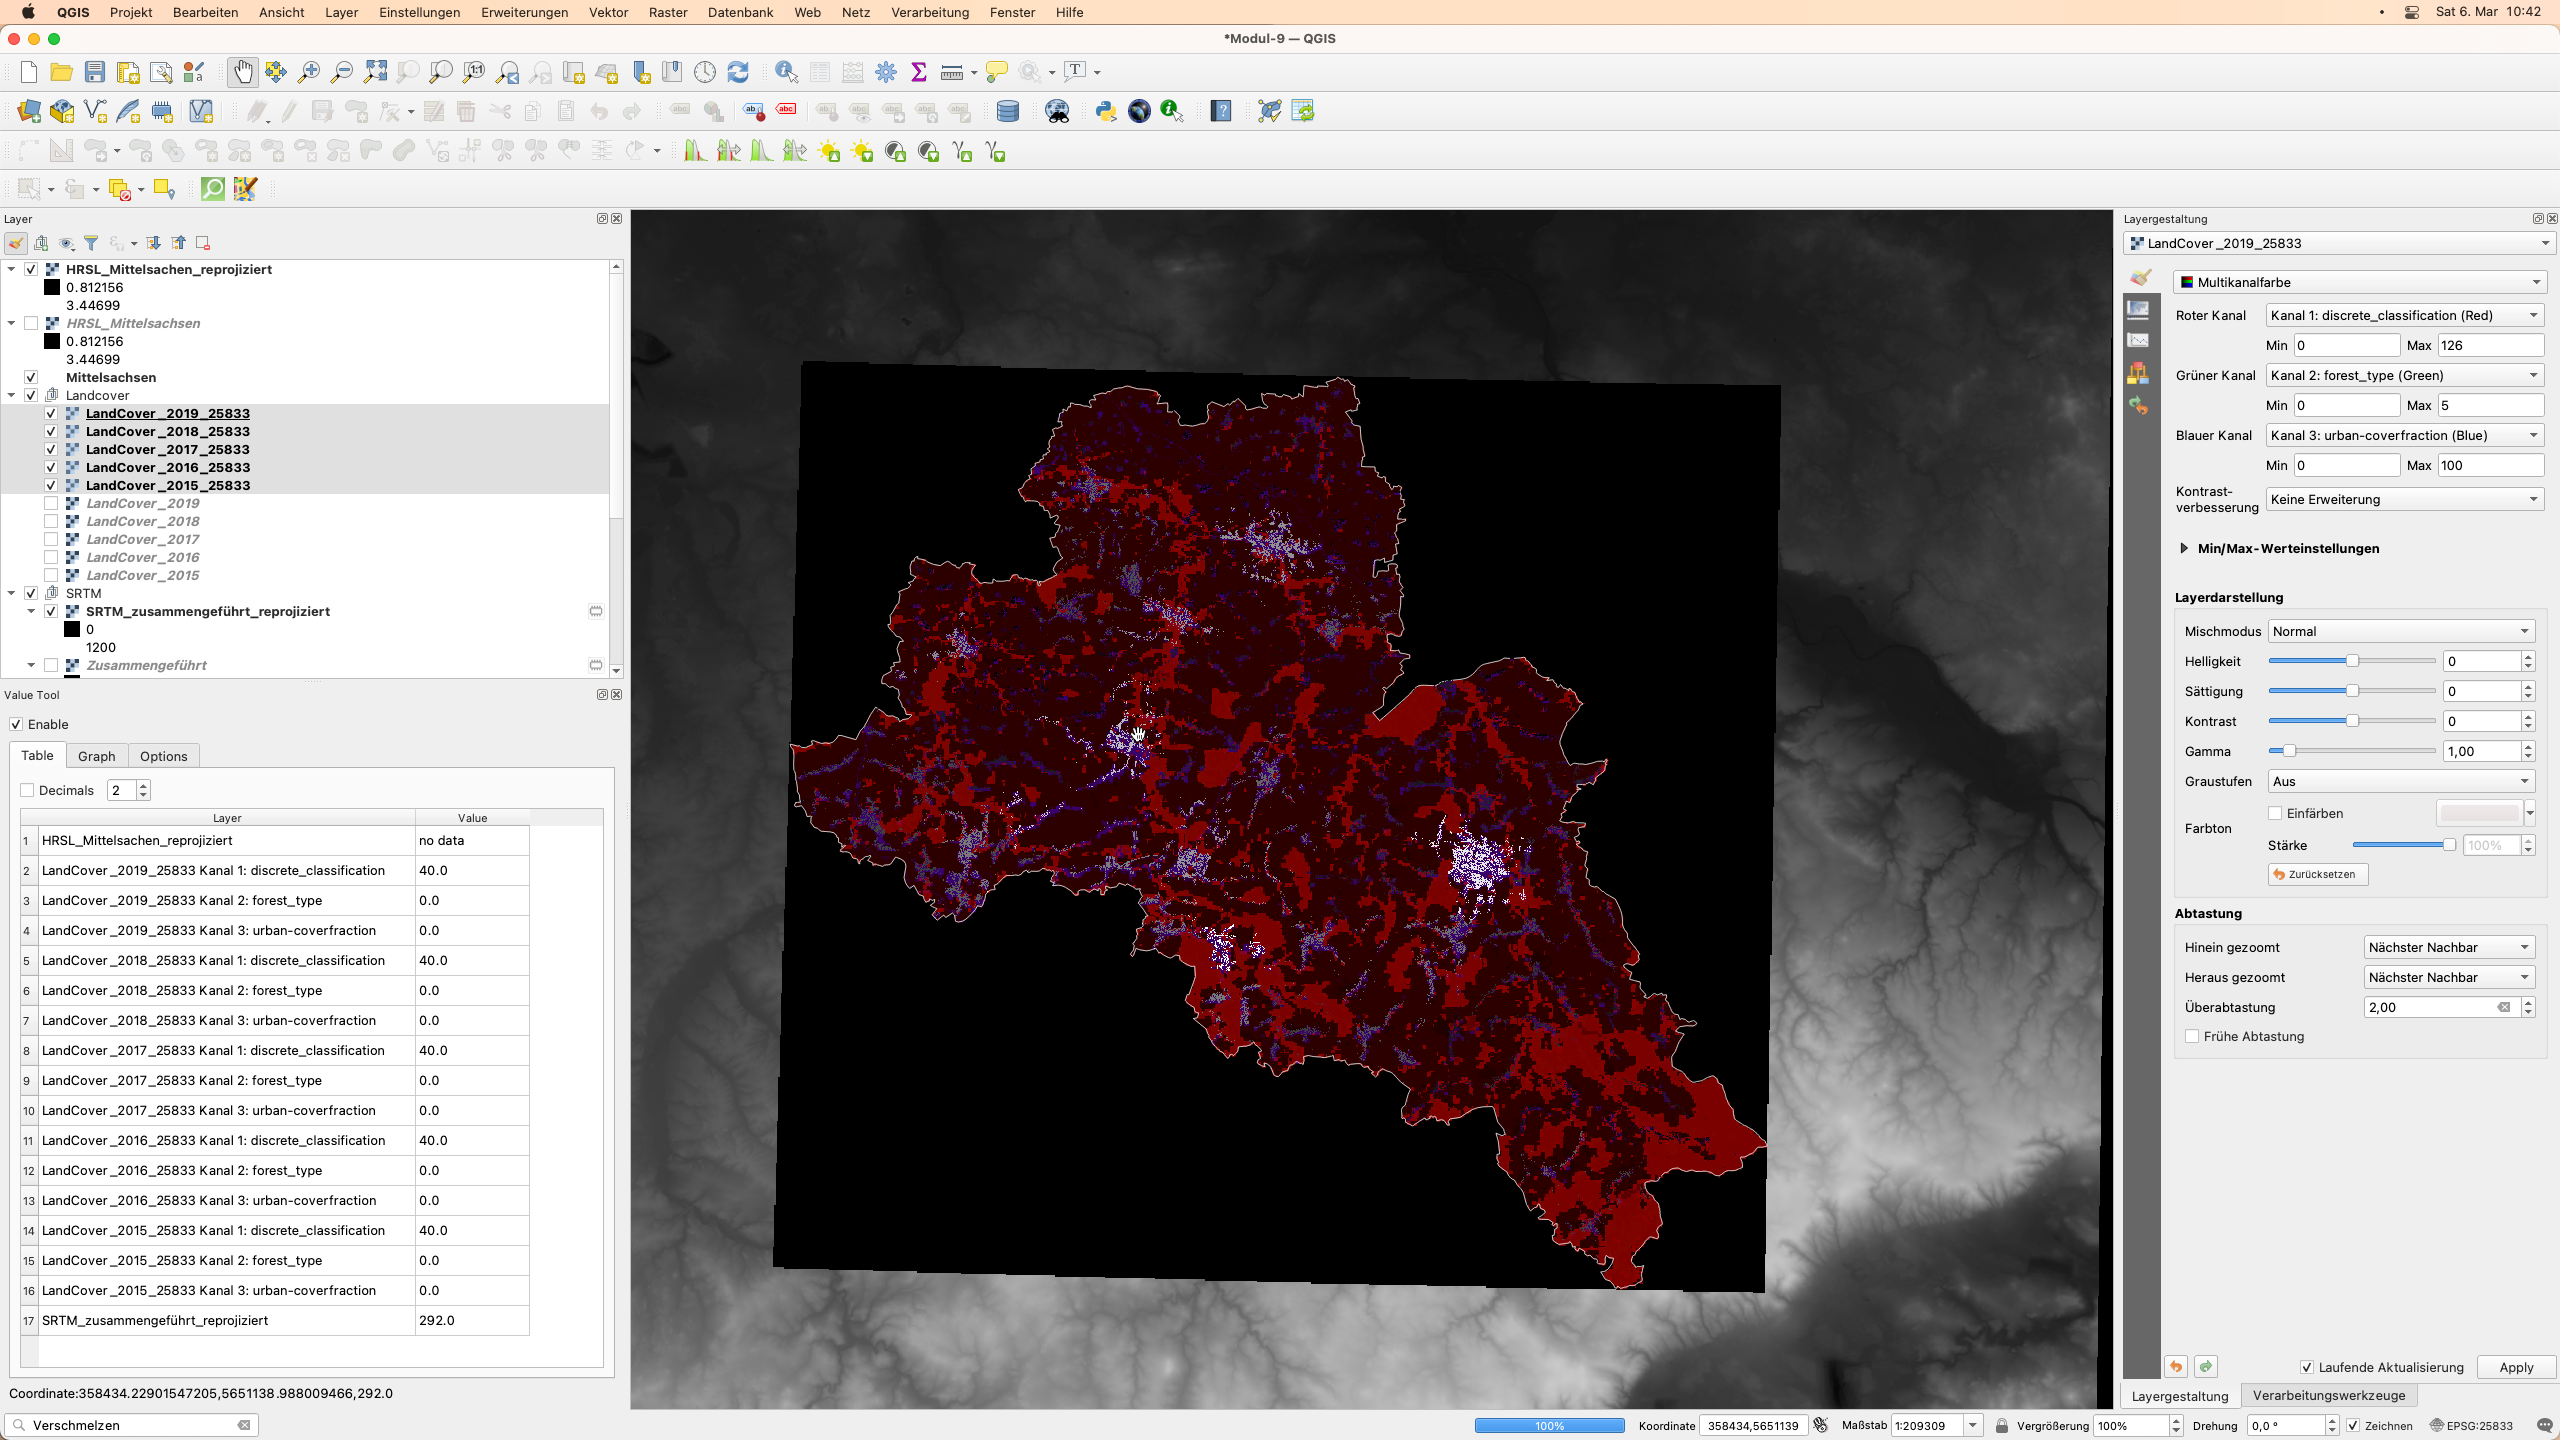 QGIS Projekt Bearbeiten Ansicht Layer Einstellungen Erweiterungen Vektor Raster Datenbank Web Netz Verarbeitung Fenster Hilfe
Sat 6. Mar 10:42
*Modul-9 — QGIS
Layer
HRSL_Mittelsachen_reprojiziert
0.812156
3.44699
HRSL_Mittelsachsen
0.812156
3.44699
Mittelsachsen
Landcover
LandCover_2019_25833
LandCover_2018_25833
LandCover_2017_25833
LandCover_2016_25833
LandCover_2015_25833
LandCover_2019
LandCover_2018
LandCover_2017
LandCover_2016
LandCover_2015
SRTM
SRTM_zusammengeführt_reprojiziert
0
1200
Zusammengeführt
Value Tool
Enable
Table Graph Options
Decimals 2
Layer Value
1 HRSL_Mittelsachen_reprojiziert no data
2 LandCover_2019_25833 Kanal 1: discrete_classification 40.0
3 LandCover_2019_25833 Kanal 2: forest_type 0.0
4 LandCover_2019_25833 Kanal 3: urban-coverfraction 0.0
5 LandCover_2018_25833 Kanal 1: discrete_classification 40.0
6 LandCover_2018_25833 Kanal 2: forest_type 0.0
7 LandCover_2018_25833 Kanal 3: urban-coverfraction 0.0
8 LandCover_2017_25833 Kanal 1: discrete_classification 40.0
9 LandCover_2017_25833 Kanal 2: forest_type 0.0
10 LandCover_2017_25833 Kanal 3: urban-coverfraction 0.0
11 LandCover_2016_25833 Kanal 1: discrete_classification 40.0
12 LandCover_2016_25833 Kanal 2: forest_type 0.0
13 LandCover_2016_25833 Kanal 3: urban-coverfraction 0.0
14 LandCover_2015_25833 Kanal 1: discrete_classification 40.0
15 LandCover_2015_25833 Kanal 2: forest_type 0.0
16 LandCover_2015_25833 Kanal 3: urban-coverfraction 0.0
17 SRTM_zusammengeführt_reprojiziert 292.0
Coordinate:358434.22901547205,5651138.988009466,292.0
Layergestaltung
LandCover_2019_25833
Multikanalfarbe
Roter Kanal Kanal 1: discrete_classification (Red)
Min 0 Max 126
Grüner Kanal Kanal 2: forest_type (Green)
Min 0 Max 5
Blauer Kanal Kanal 3: urban-coverfraction (Blue)
Min 0 Max 100
Kontrast-
verbesserung Keine Erweiterung
Min/Max-Werteinstellungen
Layerdarstellung
Mischmodus Normal
Helligkeit 0
Sättigung 0
Kontrast 0
Gamma 1,00
Graustufen Aus
Farbton Einfärben
Stärke 100%
Zurücksetzen
Abtastung
Hinein gezoomt Nächster Nachbar
Heraus gezoomt Nächster Nachbar
Überabtastung 2,00
Frühe Abtastung
Laufende Aktualisierung Apply
Layergestaltung Verarbeitungswerkzeuge
Verschmelzen
100% Koordinate 358434,5651139 Maßstab 1:209309 Vergrößerung 100% Drehung 0,0 ° Zeichnen EPSG:25833